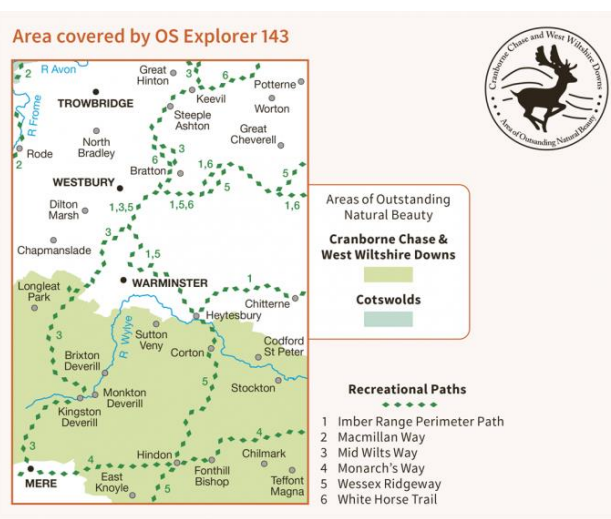 Area covered by OS Explorer 143
Cranborne Chase and West Wiltshire Downs
Area of Outstanding Natural Beauty
2
R Avon
Great
Hinton
3
6
Potterne
TROWBRIDGE
Keevil
Worton
R Frome
Steeple
Ashton
Great
Cheverell
North
Bradley
Rode
2
3
6
Bratton
1,6
5
5
WESTBURY
1,3,5
1,5,6
1,6
Dilton
Marsh
3
Chapmanslade
1,5
WARMINSTER
1
Longleat
Park
Chitterne
Heytesbury
3
Sutton
Veny
R Wylye
Codford
St Peter
Corton
Brixton
Deverill
Stockton
5
Monkton
Deverill
Kingston
Deverill
3
4
Hindon
4
Chilmark
MERE
East
Knoyle
5
Fonthill
Bishop
Teffont
Magna
Areas of Outstanding
Natural Beauty
Cranborne Chase &
West Wiltshire Downs
Cotswolds
Recreational Paths
1 Imber Range Perimeter Path
2 Macmillan Way
3 Mid Wilts Way
4 Monarch's Way
5 Wessex Ridgeway
6 White Horse Trail